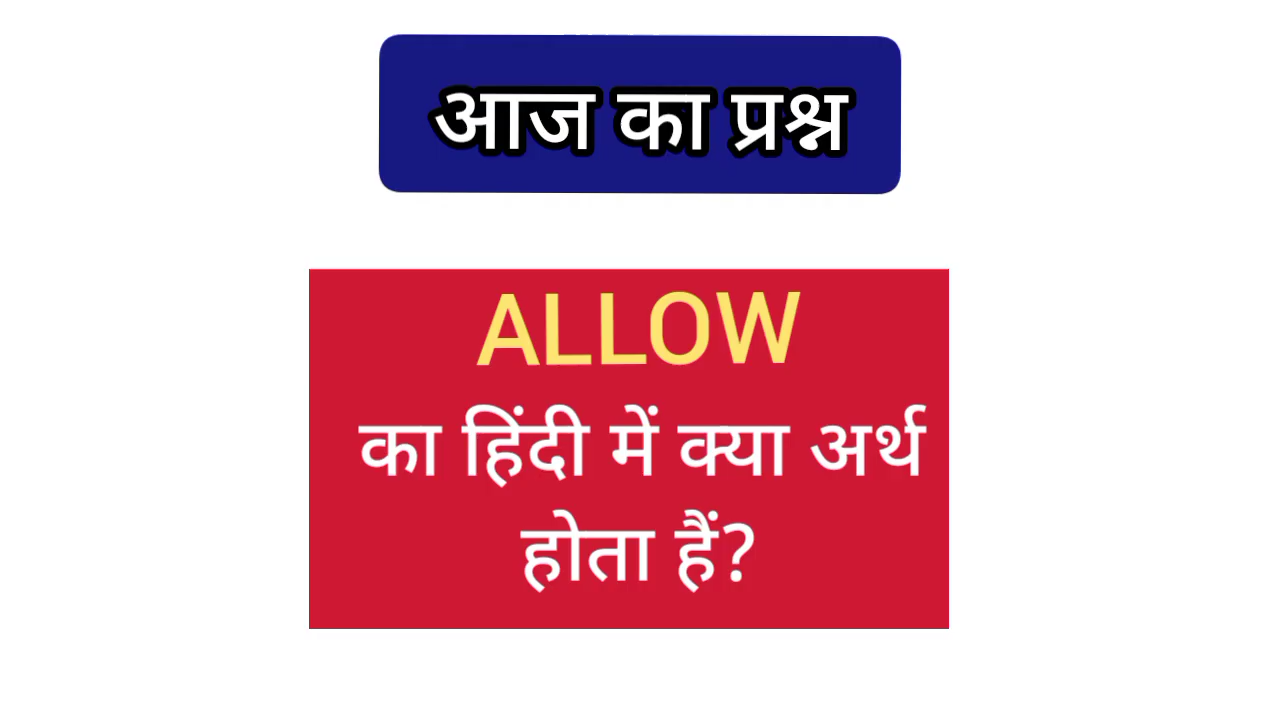 आज का प्रश्न
ALLOW
का हिंदी में क्या अर्थ
होता हैं?